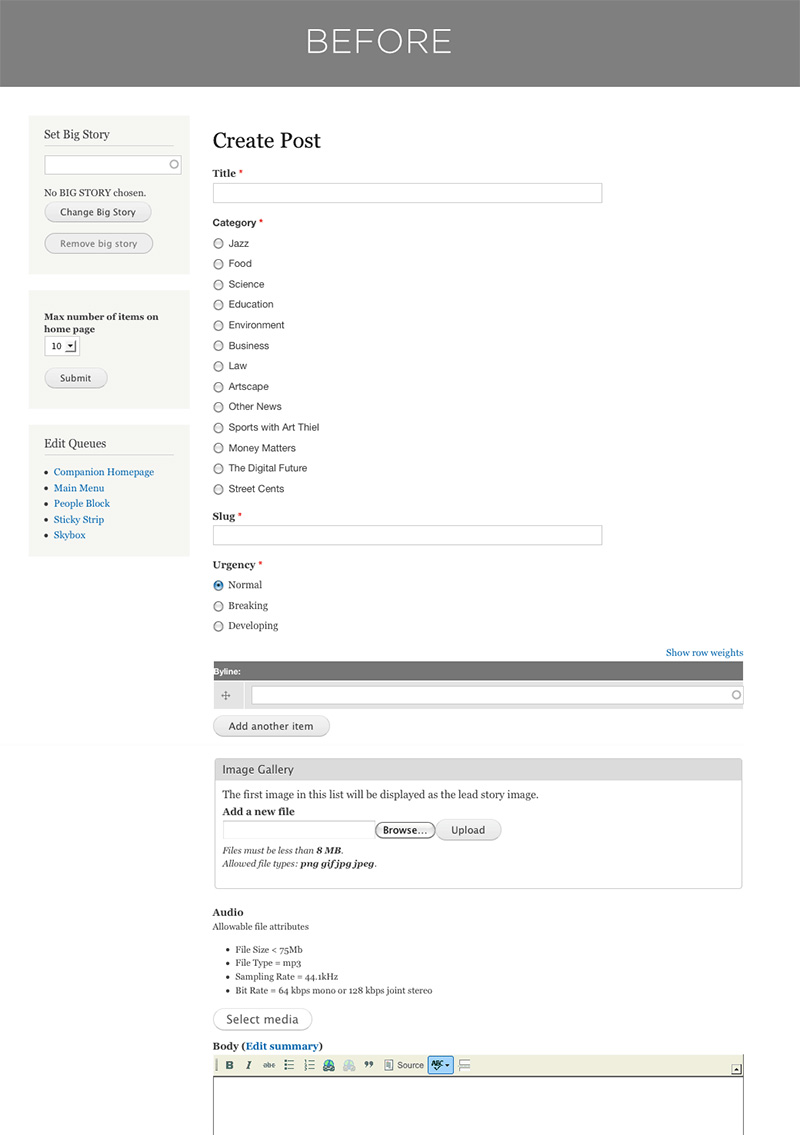 BEFORE
Set Big Story
No BIG STORY chosen.
Change Big Story
Remove big story
Max number of items on
home page
10
Submit
Edit Queues
Companion Homepage
Main Menu
People Block
Sticky Strip
Skybox
Create Post
Title *
Category *
Jazz
Food
Science
Education
Environment
Business
Law
Artscape
Other News
Sports with Art Thiel
Money Matters
The Digital Future
Street Cents
Slug *
Urgency *
Normal
Breaking
Developing
Show row weights
Byline:
Add another item
Image Gallery
The first image in this list will be displayed as the lead story image.
Add a new file
Browse... Upload
Files must be less than 8 MB.
Allowed file types: png gif jpg jpeg.
Audio
Allowable file attributes
File Size < 75Mb
File Type = mp3
Sampling Rate = 44.1kHz
Bit Rate = 64 kbps mono or 128 kbps joint stereo
Select media
Body (Edit summary)
B I abc Source ABC